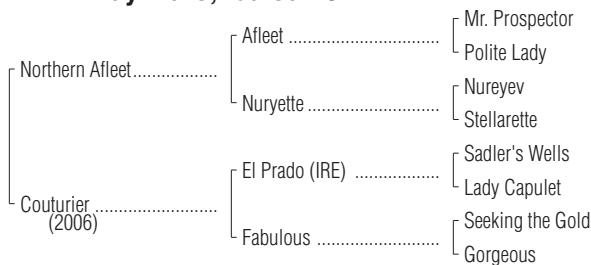 Afleet ........................................ Mr. Prospector
Polite Lady
Northern Afleet..................
Nuryette .................................... Nureyev
Stellarette
El Prado (IRE) .................... Sadler's Wells
Lady Capulet
Couturier ..........................
(2006)
Fabulous .................................. Seeking the Gold
Gorgeous